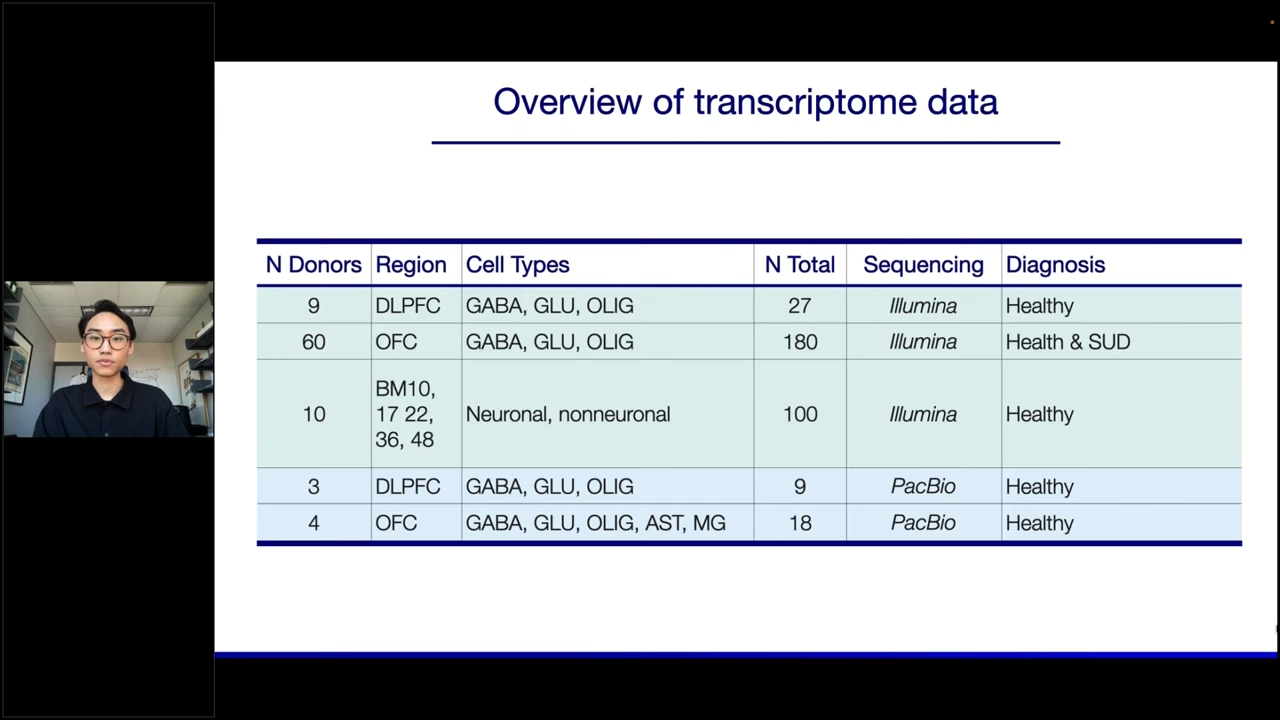 Overview of transcriptome data
N Donors Region Cell Types N Total Sequencing Diagnosis
9 DLPFC GABA, GLU, OLIG 27 Illumina Healthy
60 OFC GABA, GLU, OLIG 180 Illumina Health & SUD
BM10,
10 17 22, Neuronal, nonneuronal 100 Illumina Healthy
36, 48
3 DLPFC GABA, GLU, OLIG 9 PacBio Healthy
4 OFC GABA, GLU, OLIG, AST, MG 18 PacBio Healthy